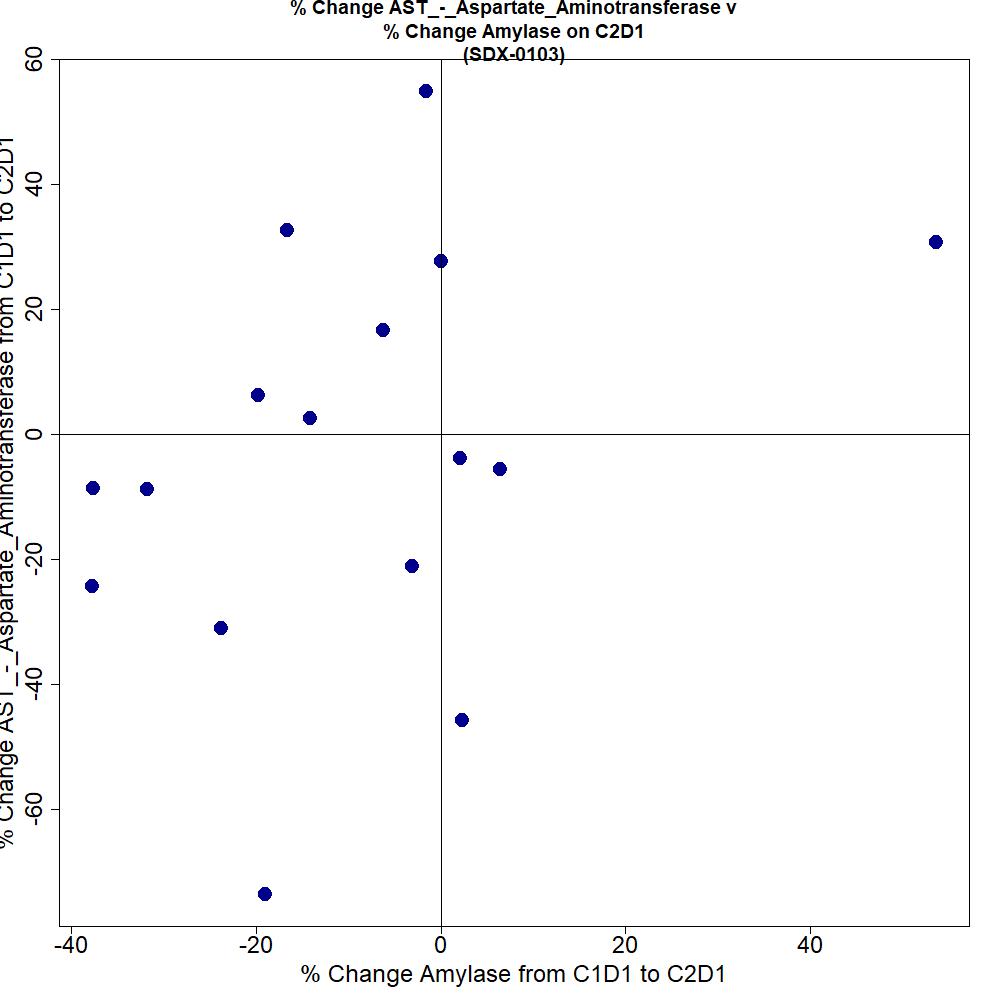 % Change AST_-_Aspartate_Aminotransferase v
% Change Amylase on C2D1
(SDX-0103)
% Change AST_-_Aspartate_Aminotransferase from C1D1 to C2D1
60
40
20
0
-20
-40
-60
-40
-20
0
20
40
% Change Amylase from C1D1 to C2D1